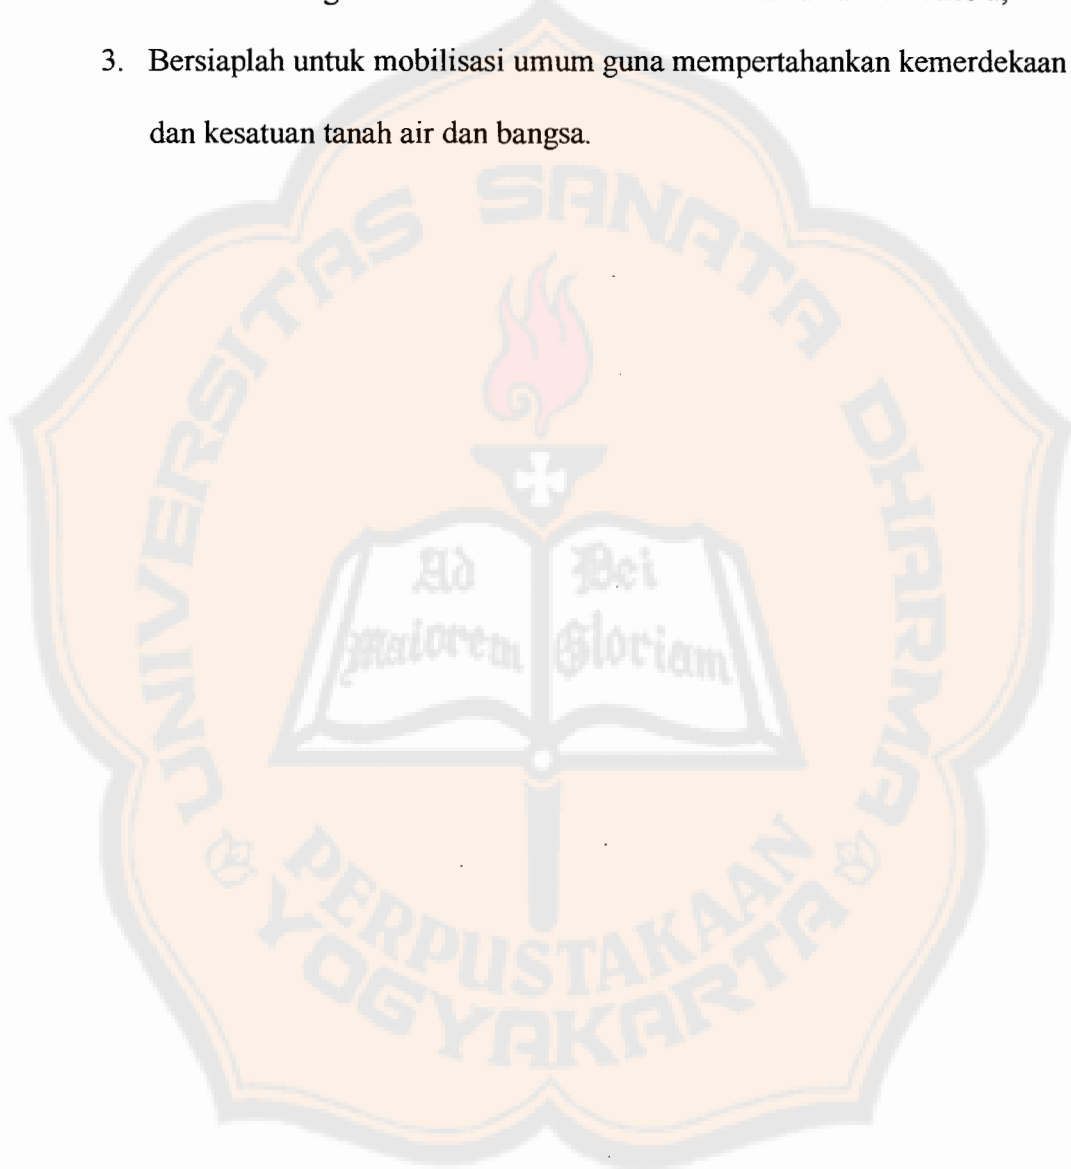 3. Bersiaplah untuk mobilisasi umum guna mempertahankan kemerdekaan
dan kesatuan tanah air dan bangsa.
UNIVERSITAS SANATA DHARMA
Ad Dei
Maiorem Gloriam
PERPUSTAKAAN
YOGYAKARTA